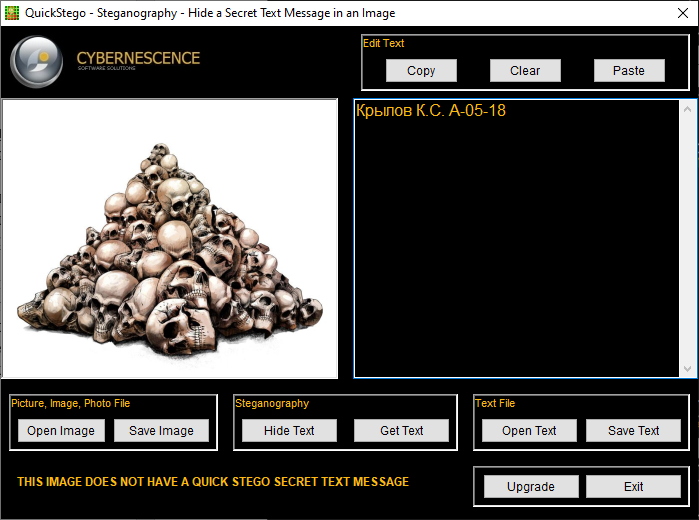 QuickStego - Steganography - Hide a Secret Text Message in an Image
CYBERNESCENCE
SOFTWARE SOLUTIONS
Edit Text
Copy Clear Paste
Крылов К.С. А-05-18
Picture, Image, Photo File
Open Image Save Image
Steganography
Hide Text Get Text
Text File
Open Text Save Text
THIS IMAGE DOES NOT HAVE A QUICK STEGO SECRET TEXT MESSAGE
Upgrade Exit